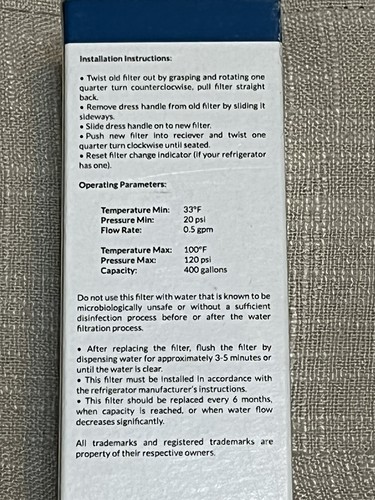 Installation Instructions:
• Twist old filter out by grasping and rotating one
quarter turn counterclocwise, pull filter straight
back.
• Remove dress handle from old filter by sliding it
sideways.
• Slide dress handle on to new filter.
• Push new filter into reciever and twist one
quarter turn clockwise until seated.
• Reset filter change indicator (if your refrigerator
has one).
Operating Parameters:
Temperature Min: 33°F
Pressure Min: 20 psi
Flow Rate: 0.5 gpm
Temperature Max: 100°F
Pressure Max: 120 psi
Capacity: 400 gallons
Do not use this filter with water that is known to be
microbiologically unsafe or without a sufficient
disinfection process before or after the water
filtration process.
• After replacing the filter, flush the filter by
dispensing water for approximately 3-5 minutes or
until the water is clear.
• This filter must be installed in accordance with
the refrigerator manufacturer's instructions.
• This filter should be replaced every 6 months,
when capacity is reached, or when water flow
decreases significantly.
All trademarks and registered trademarks are
property of their respective owners.